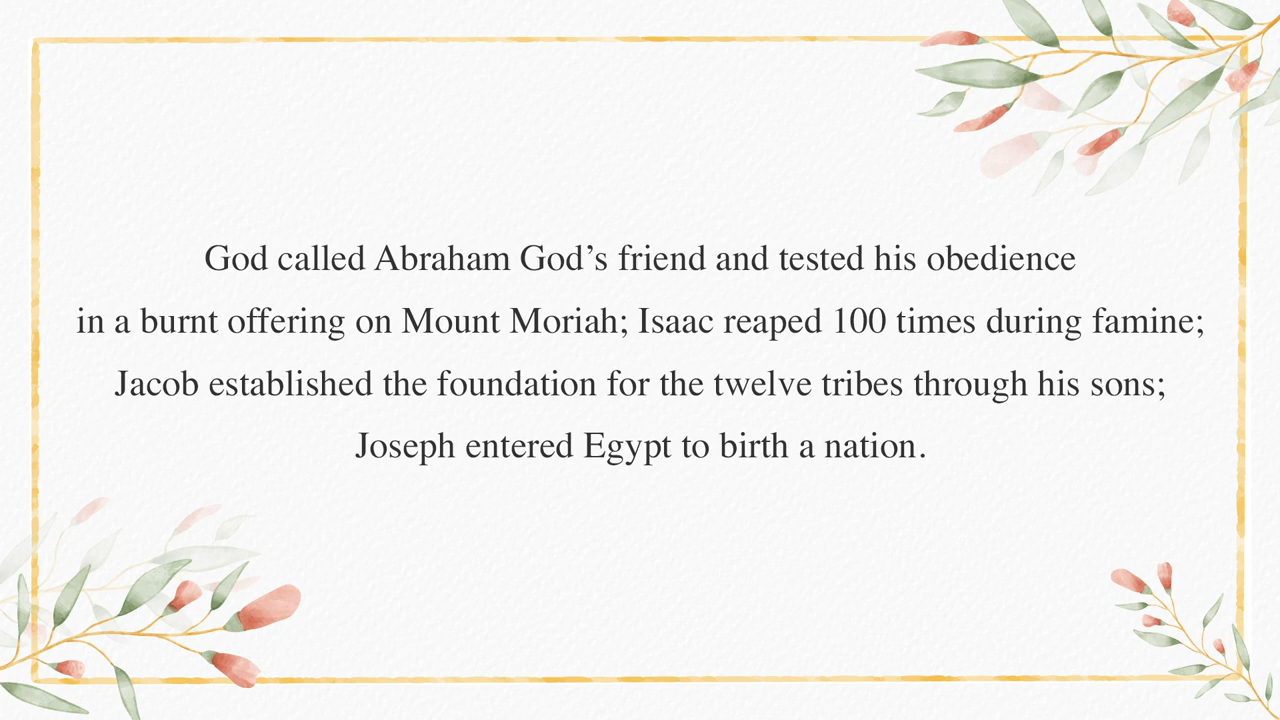 God called Abraham God’s friend and tested his obedience
in a burnt offering on Mount Moriah; Isaac reaped 100 times during famine;
Jacob established the foundation for the twelve tribes through his sons;
Joseph entered Egypt to birth a nation.